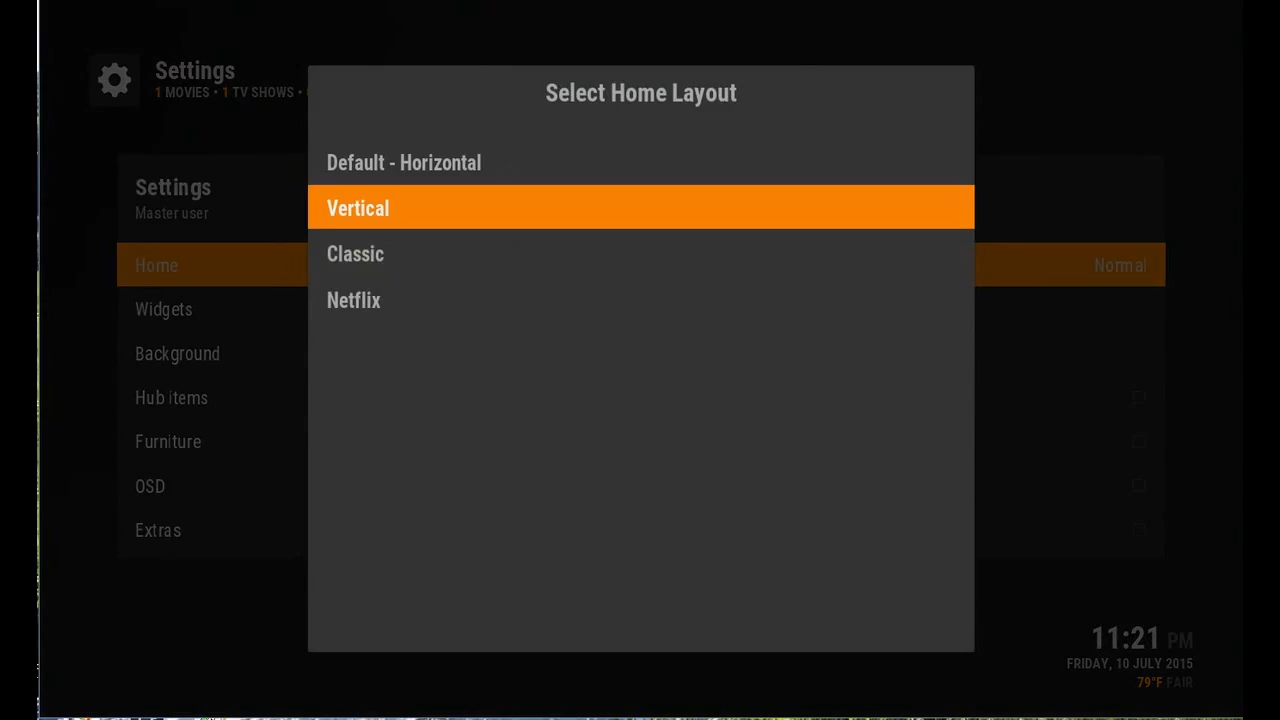 Settings
1 MOVIES • 1 TV SHOWS •
Select Home Layout
Default - Horizontal
Vertical
Classic
Netflix
Settings
Master user
Home
Normal
Widgets
Background
Hub items
Furniture
OSD
Extras
11:21 PM
FRIDAY, 10 JULY 2015
79°F FAIR